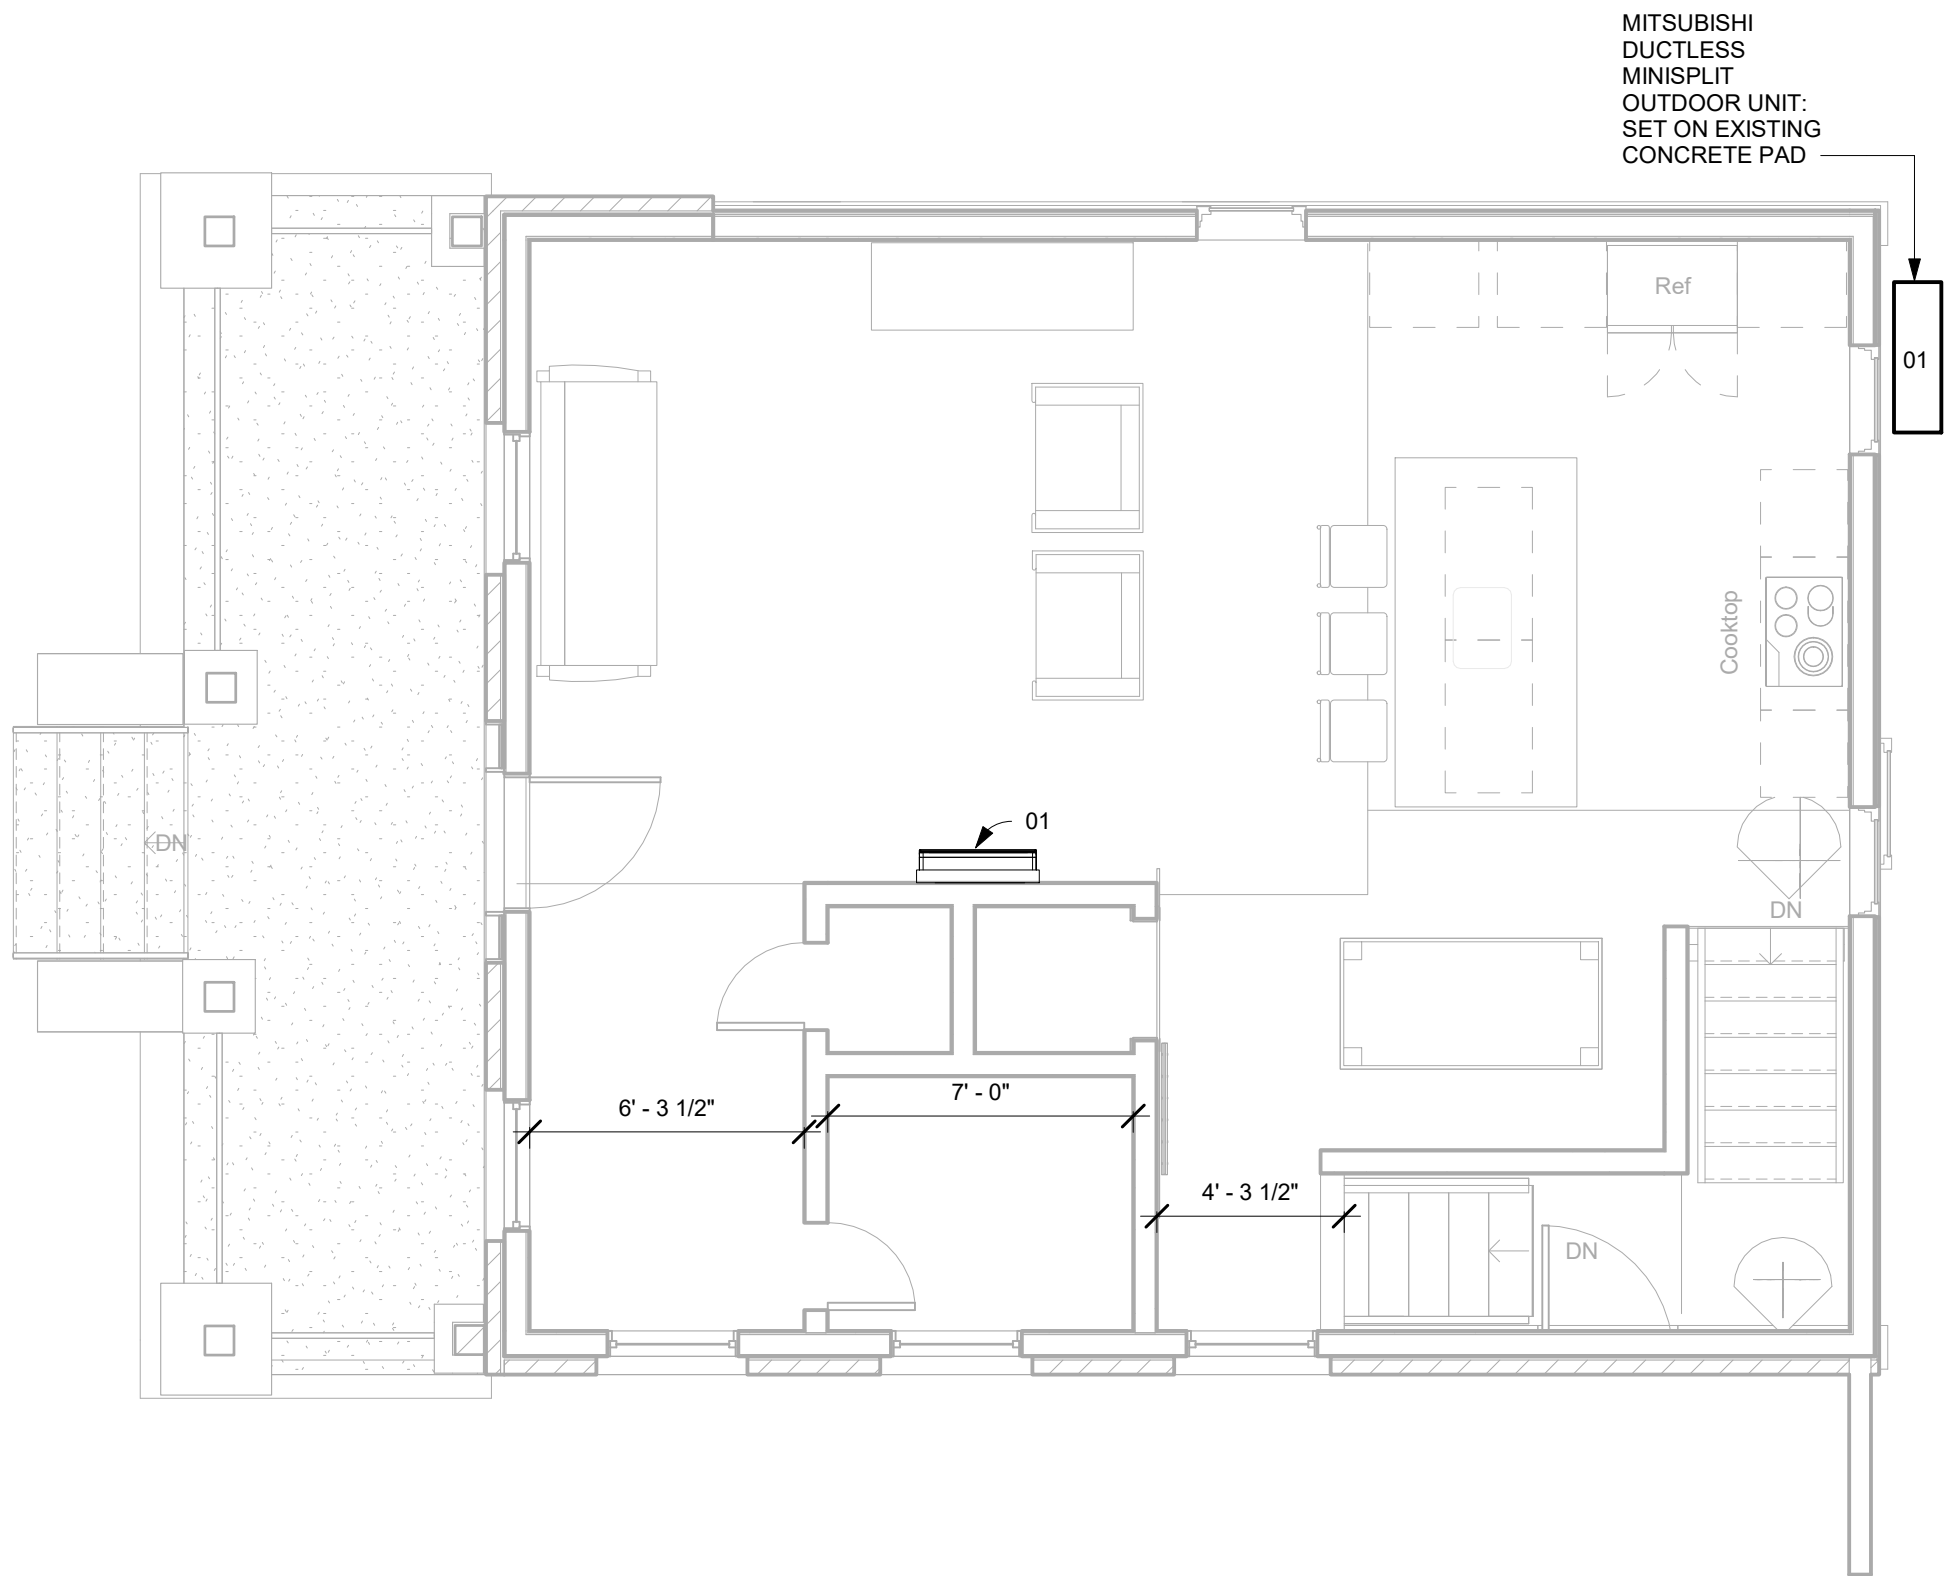 MITSUBISHI
DUCTLESS
MINISPLIT
OUTDOOR UNIT:
SET ON EXISTING
CONCRETE PAD
Ref
01
Cooktop
01
DN
DN
7' - 0"
6' - 3 1/2"
4' - 3 1/2"
DN